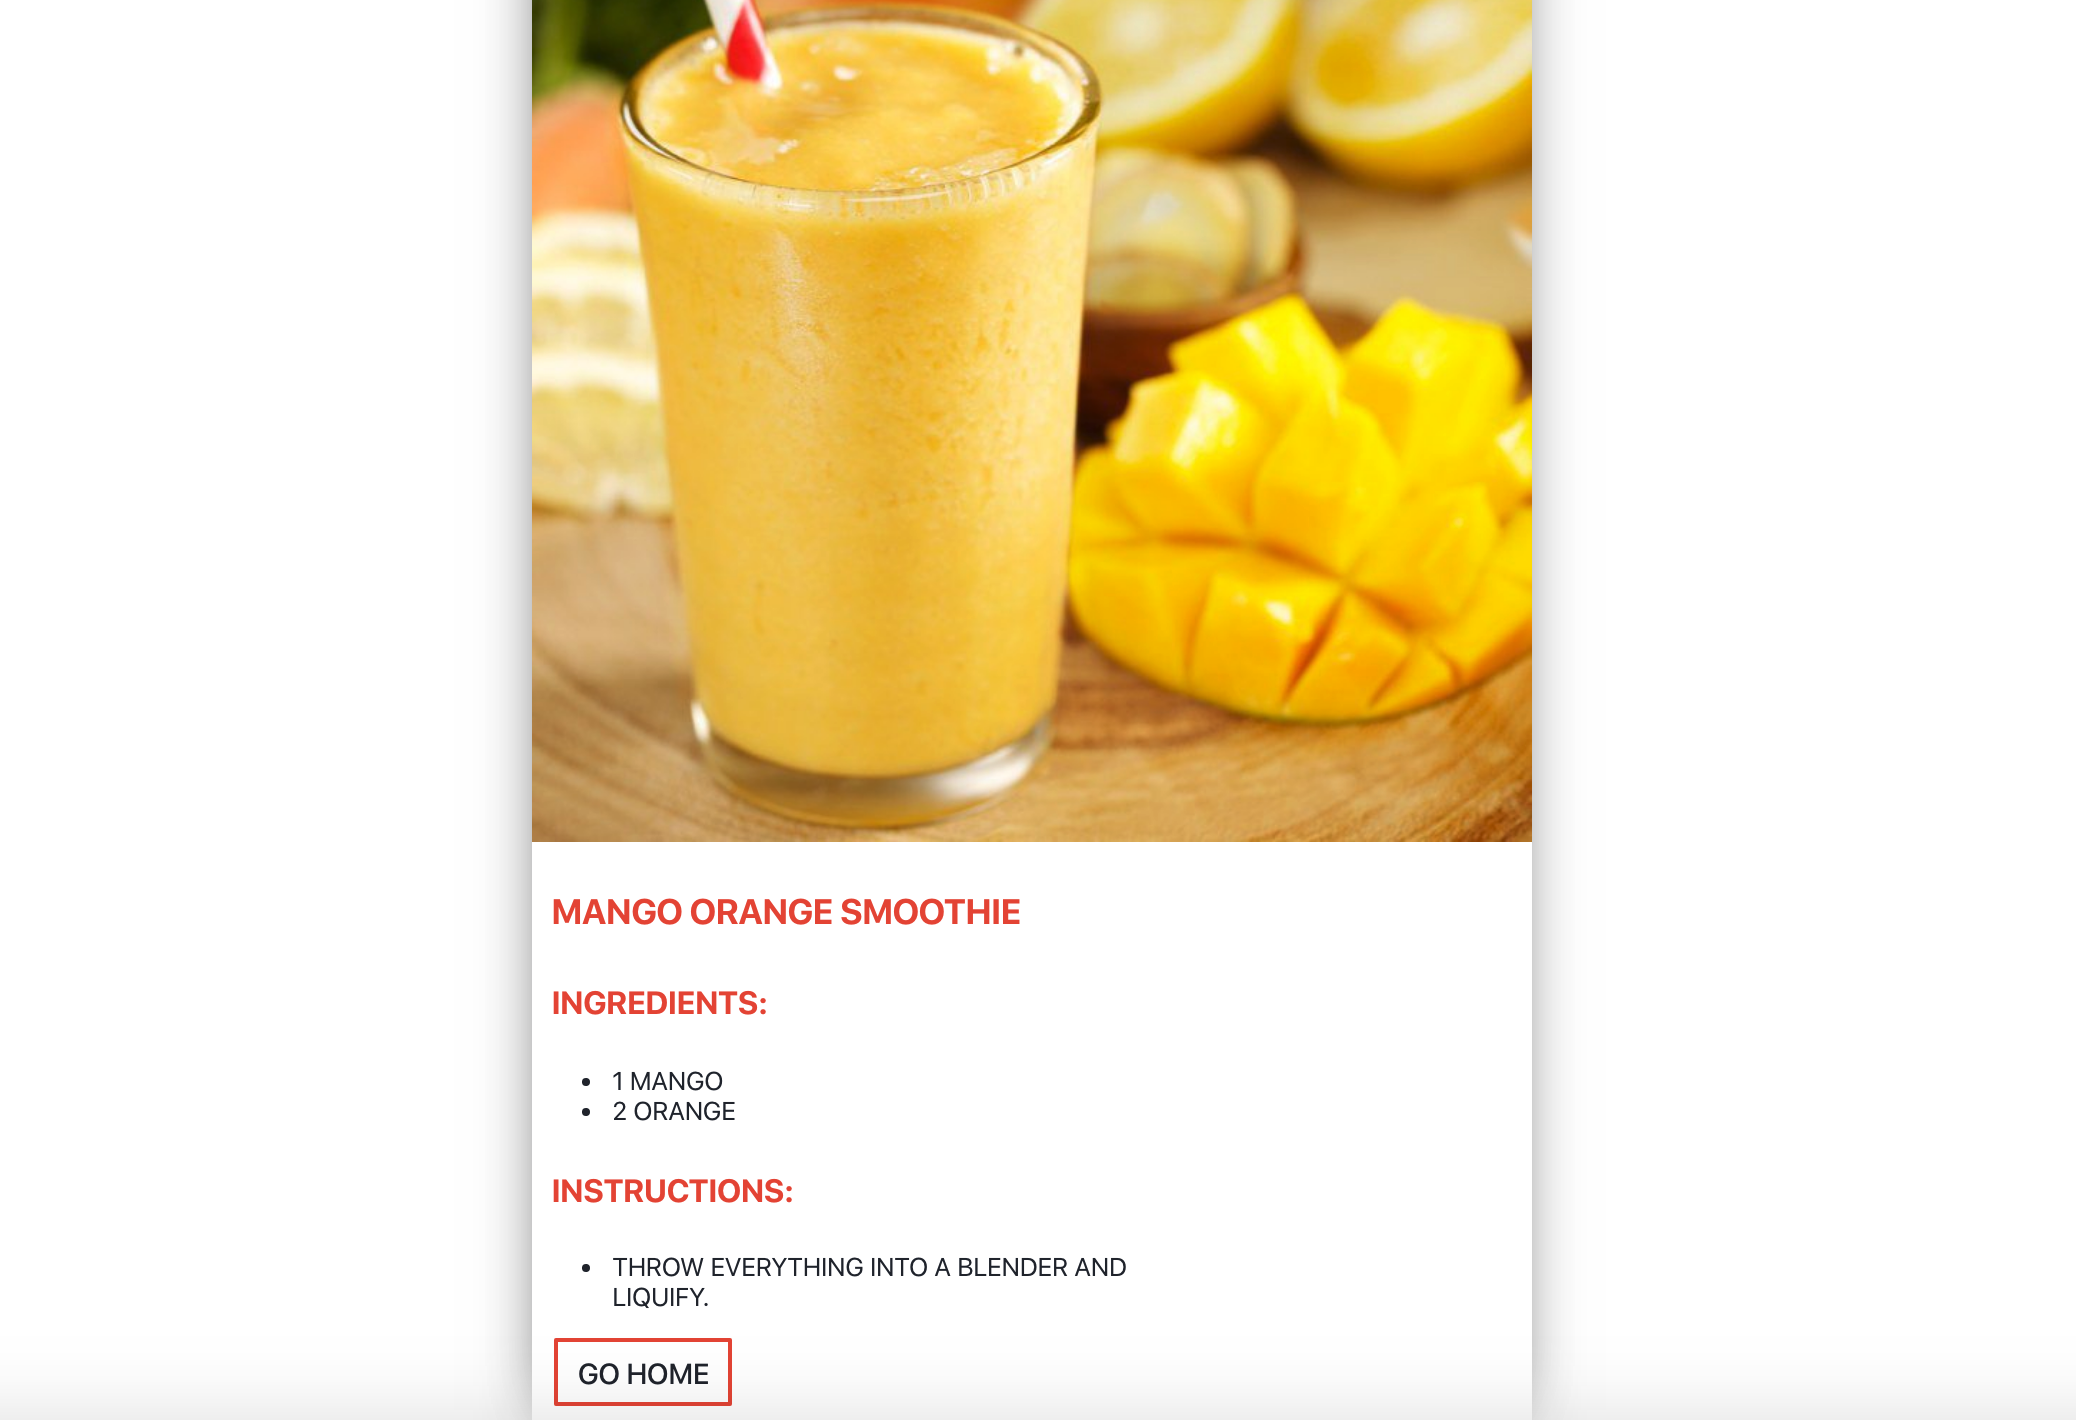 MANGO ORANGE SMOOTHIE
INGREDIENTS:
1 MANGO
2 ORANGE
INSTRUCTIONS:
THROW EVERYTHING INTO A BLENDER AND
LIQUIFY.
GO HOME